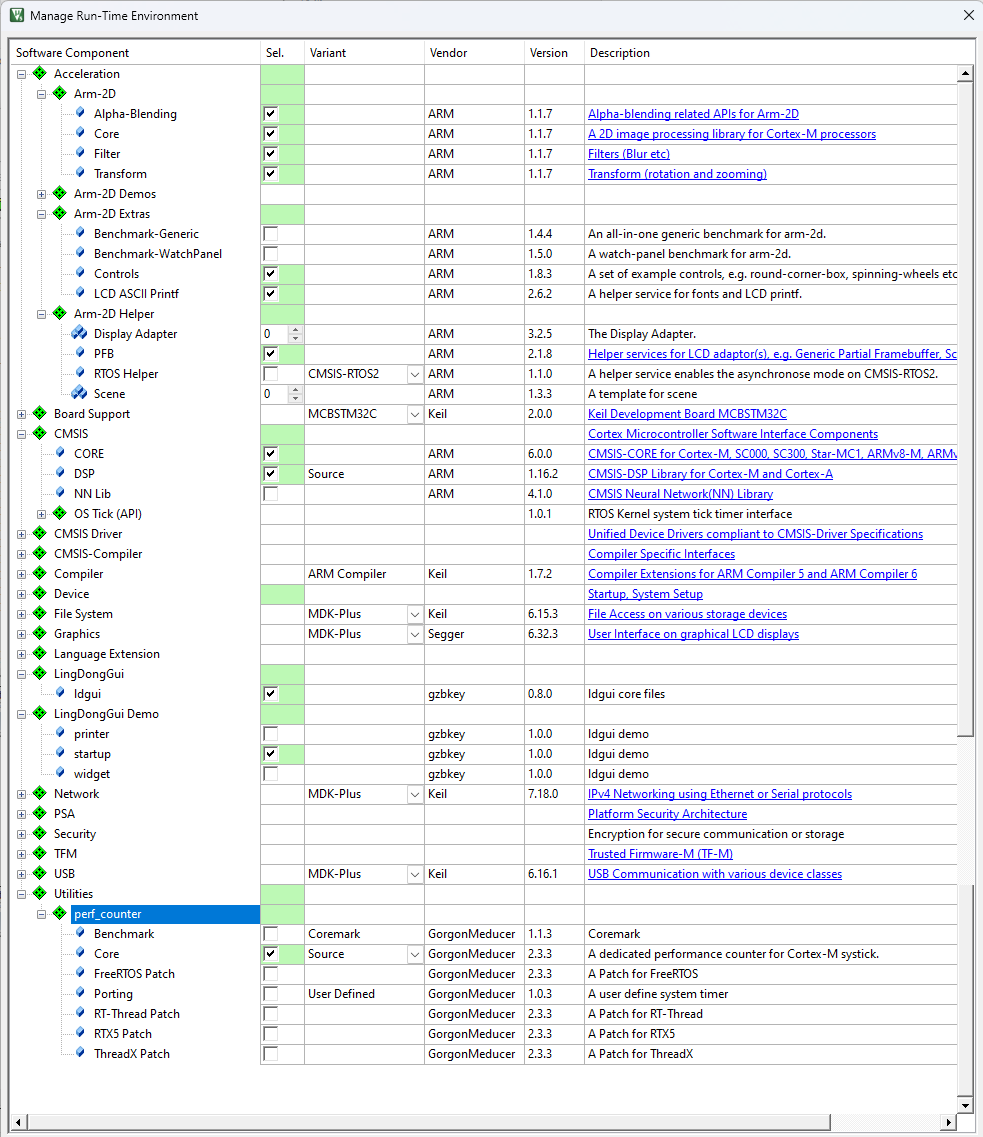 Manage Run-Time Environment
Software Component Sel. Variant Vendor Version Description
Acceleration
Arm-2D
Alpha-Blending ARM 1.1.7 Alpha-blending related APIs for Arm-2D
Core ARM 1.1.7 A 2D image processing library for Cortex-M processors
Filter ARM 1.1.7 Filters (Blur etc)
Transform ARM 1.1.7 Transform (rotation and zooming)
Arm-2D Demos
Arm-2D Extras
Benchmark-Generic ARM 1.4.4 An all-in-one generic benchmark for arm-2d.
Benchmark-WatchPanel ARM 1.5.0 A watch-panel benchmark for arm-2d.
Controls ARM 1.8.3 A set of example controls, e.g. round-corner-box, spinning-wheels etc
LCD ASCII Printf ARM 2.6.2 A helper service for fonts and LCD printf.
Arm-2D Helper
Display Adapter 0 ARM 3.2.5 The Display Adapter.
PFB ARM 2.1.8 Helper services for LCD adaptor(s), e.g. Generic Partial Framebuffer, Sc
RTOS Helper CMSIS-RTOS2 ARM 1.1.0 A helper service enables the asynchronose mode on CMSIS-RTOS2.
Scene 0 ARM 1.3.3 A template for scene
Board Support MCBSTM32C Keil 2.0.0 Keil Development Board MCBSTM32C
CMSIS Cortex Microcontroller Software Interface Components
CORE ARM 6.0.0 CMSIS-CORE for Cortex-M, SC000, SC300, Star-MC1, ARMv8-M, ARMv
DSP Source ARM 1.16.2 CMSIS-DSP Library for Cortex-M and Cortex-A
NN Lib ARM 4.1.0 CMSIS Neural Network(NN) Library
OS Tick (API) 1.0.1 RTOS Kernel system tick timer interface
CMSIS Driver Unified Device Drivers compliant to CMSIS-Driver Specifications
CMSIS-Compiler Compiler Specific Interfaces
Compiler ARM Compiler Keil 1.7.2 Compiler Extensions for ARM Compiler 5 and ARM Compiler 6
Device Startup, System Setup
File System MDK-Plus Keil 6.15.3 File Access on various storage devices
Graphics MDK-Plus Segger 6.32.3 User Interface on graphical LCD displays
Language Extension
LingDongGui
ldgui gzbkey 0.8.0 ldgui core files
LingDongGui Demo
printer gzbkey 1.0.0 ldgui demo
startup gzbkey 1.0.0 ldgui demo
widget gzbkey 1.0.0 ldgui demo
Network MDK-Plus Keil 7.18.0 IPv4 Networking using Ethernet or Serial protocols
PSA Platform Security Architecture
Security Encryption for secure communication or storage
TFM Trusted Firmware-M (TF-M)
USB MDK-Plus Keil 6.16.1 USB Communication with various device classes
Utilities
perf_counter
Benchmark Coremark GorgonMeducer 1.1.3 Coremark
Core Source GorgonMeducer 2.3.3 A dedicated performance counter for Cortex-M systick.
FreeRTOS Patch GorgonMeducer 2.3.3 A Patch for FreeRTOS
Porting User Defined GorgonMeducer 1.0.3 A user define system timer
RT-Thread Patch GorgonMeducer 2.3.3 A Patch for RT-Thread
RTX5 Patch GorgonMeducer 2.3.3 A Patch for RTX5
ThreadX Patch GorgonMeducer 2.3.3 A Patch for ThreadX